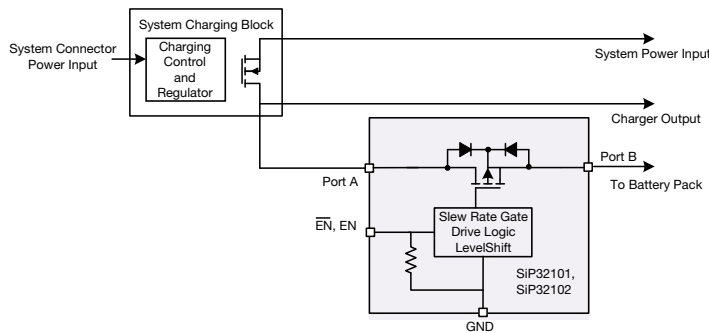 System Charging Block
System Connector
Power Input
Charging
Control
and
Regulator
System Power Input
Charger Output
Port A
Port B
To Battery Pack
E̅N̅, EN
Slew Rate Gate
Drive Logic
LevelShift
SiP32101,
SiP32102
GND